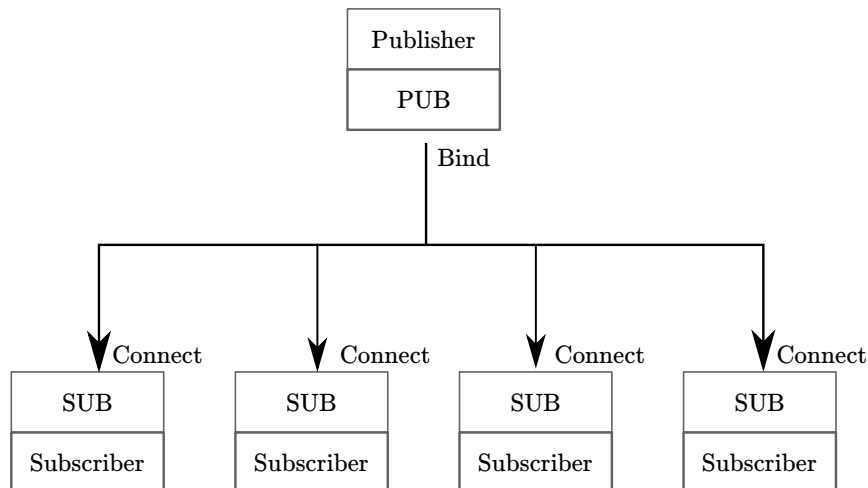 Publisher
PUB
Bind
Connect Connect Connect Connect
SUB SUB SUB SUB
Subscriber Subscriber Subscriber Subscriber